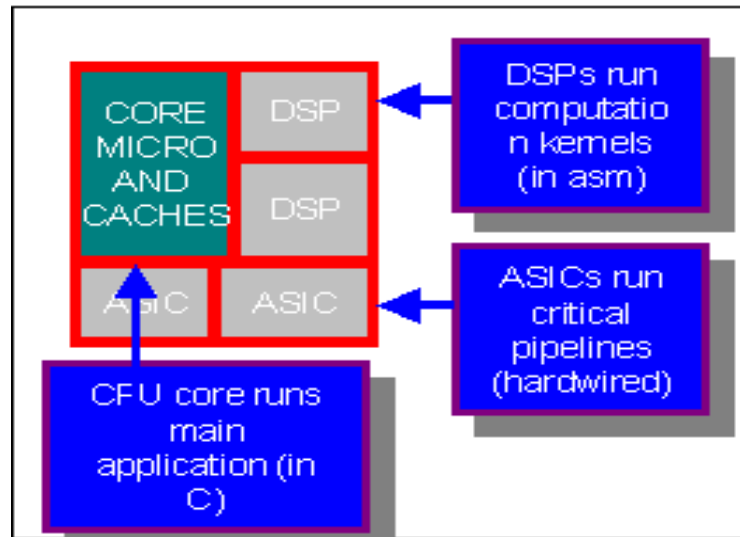 CORE
MICRO
AND
CACHES
DSP
DSP
ASIC
ASIC
DSPs run
computatio
n kernels
(in asm)
ASICs run
critical
pipelines
(hardwired)
CFU core runs
main
application (in
C)